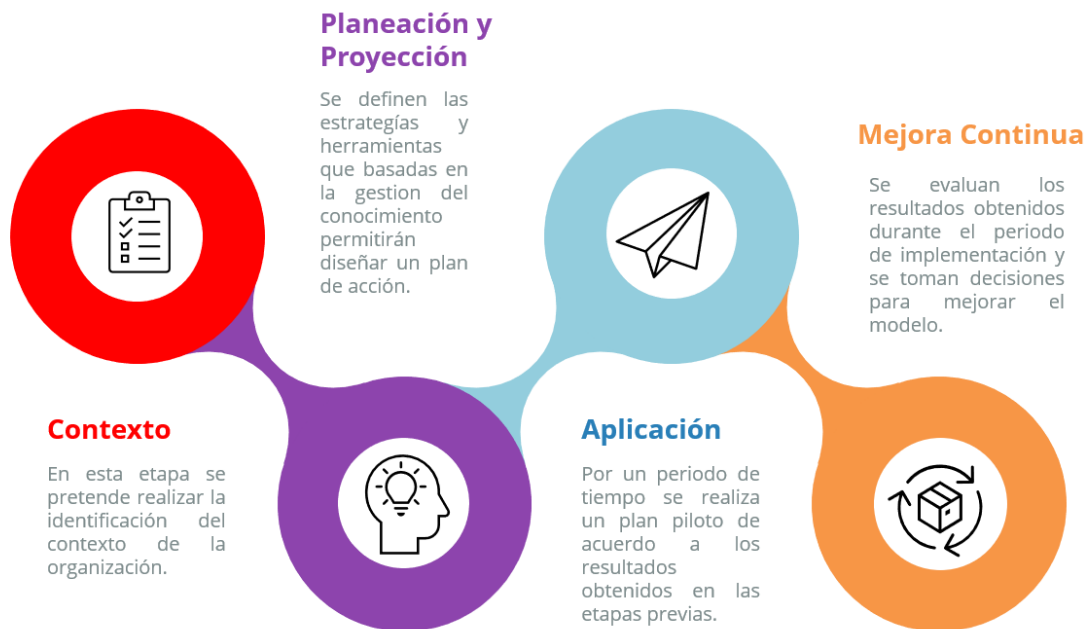 Contexto
En esta etapa se
pretende realizar la
identificación del
contexto de la
organización.
Planeación y
Proyección
Se definen las
estrategías y
herramientas
que basadas en
la gestion del
conocimiento
permitirán
diseñar un plan
de acción.
Aplicación
Por un periodo de
tiempo se realiza
un plan piloto de
acuerdo a los
resultados
obtenidos en las
etapas previas.
Mejora Continua
Se evaluan los
resultados obtenidos
durante el periodo
de implementación y
se toman decisiones
para mejorar el
modelo.